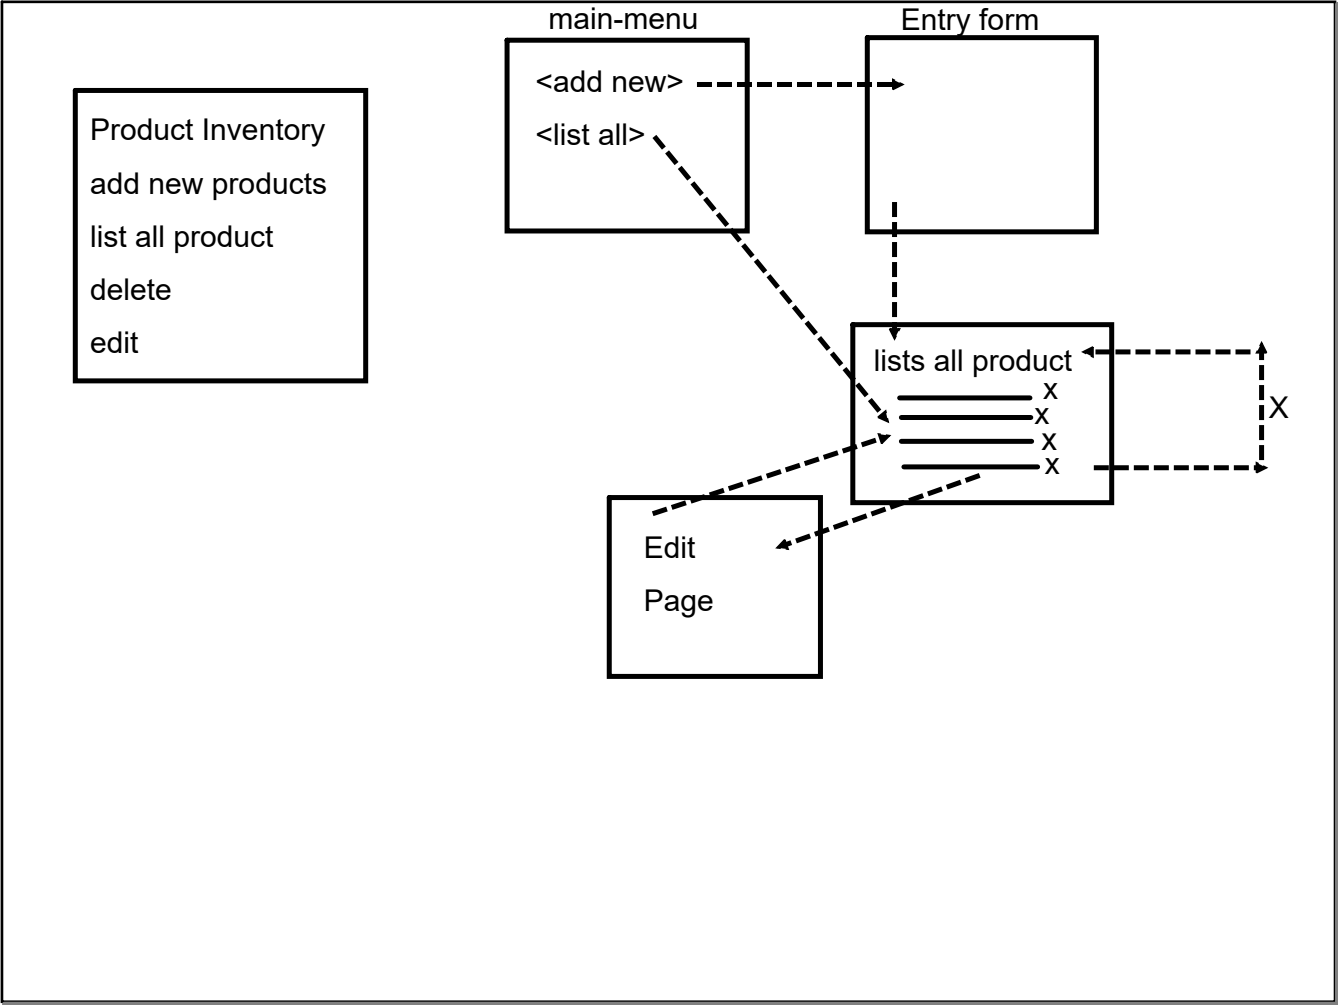 main-menu
Entry form
<add new>
<list all>
Product Inventory
add new products
list all product
delete
edit
lists all product
x
x
x
x
X
Edit
Page